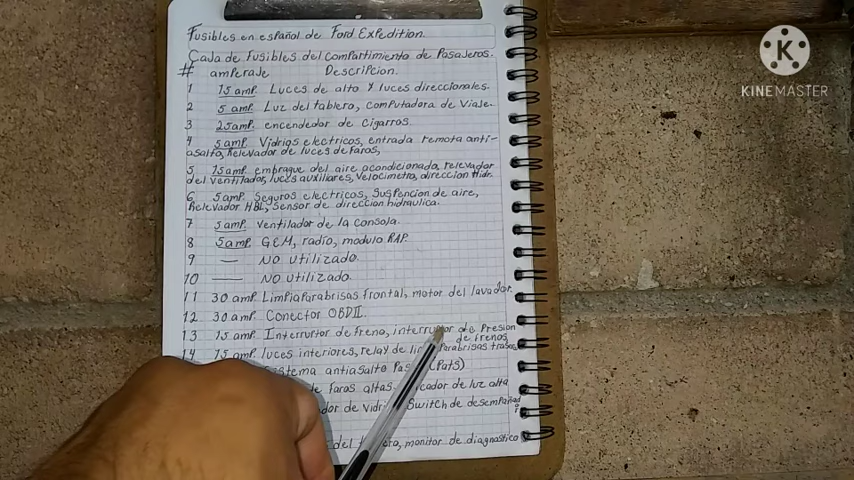 Fusibles en español de Ford Expedition.
Caja de Fusibles del compartimiento de Pasajeros.
# amperaje Descripcion.
1 15 amp. Luces de alto y luces direccionales.
2 5 amp. Luz del tablero, computadora de Viaje.
3 25 amp. encendedor de cigarros.
4 5 amp. Vidrios electricos, entrada remota anti-
asalto, Relevador de luces de Faros,
5 15 amp. embrague del aire acondicionado, relevador
del ventilador, luces auxiliares, Velocimetro, direccion Hidr.
6 5 amp. Seguros electricos, Suspencion de aire,
Relevador HBL, Sensor de direccion hidraulica.
7 5 amp. ventilador de la consola.
8 5 amp. GEM, radio, modulo RAP.
9 — NO utilizado.
10 — NO utilizado.
11 30 amp. Limpiaparabrisas frontal, motor del lavador.
12 30 amp. Conector OBDII.
13 15 amp. Interruptor de freno, interruptor de Presion
de frenos
14 15 amp. luces interiores, relay de parabrisas
antiasalto (Pats)
de Faros altas. de luz alta
de Switch de
del monitor de diagnostico
KINEMASTER